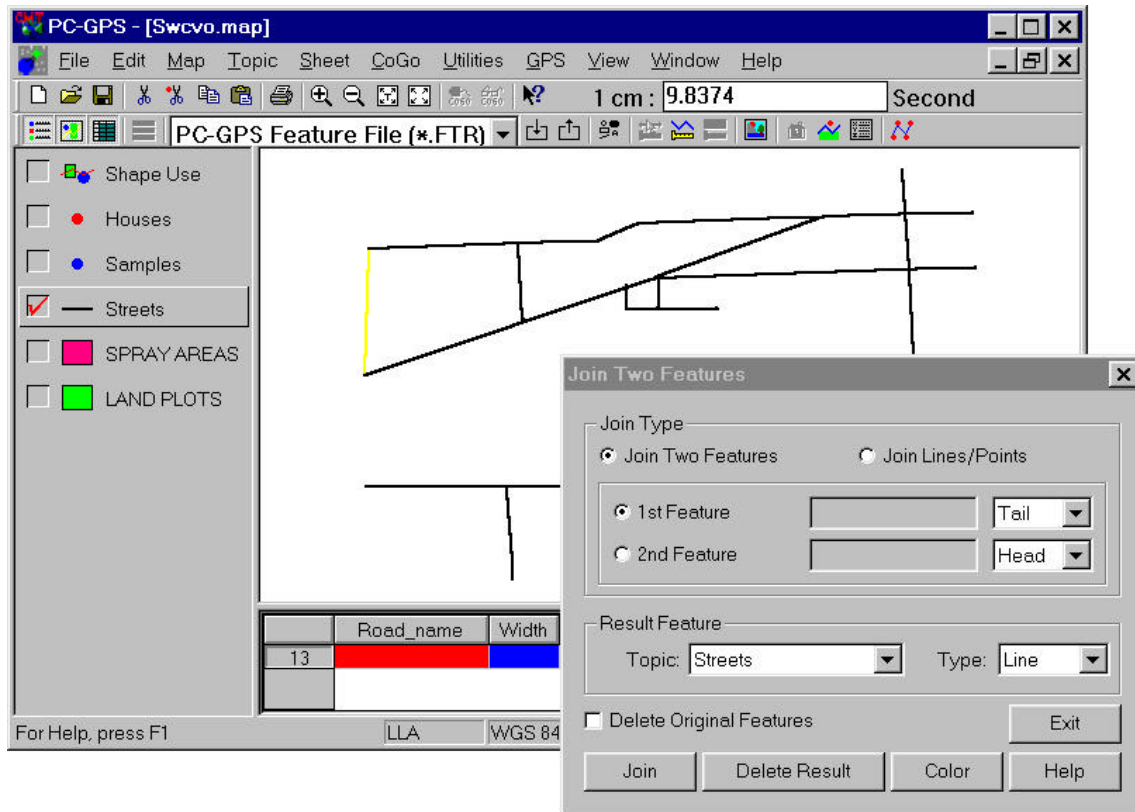 PC-GPS - [Swcvo.map]
File Edit Map Topic Sheet CoGo Utilities GPS View Window Help
1 cm : 9.8374 Second
PC-GPS Feature File (*.FTR)
Shape Use
Houses
Samples
Streets
SPRAY AREAS
LAND PLOTS
Road_name Width
13
For Help, press F1 LLA WGS 84
Join Two Features
Join Type
Join Two Features Join Lines/Points
1st Feature Tail
2nd Feature Head
Result Feature
Topic: Streets Type: Line
Delete Original Features Exit
Join Delete Result Color Help